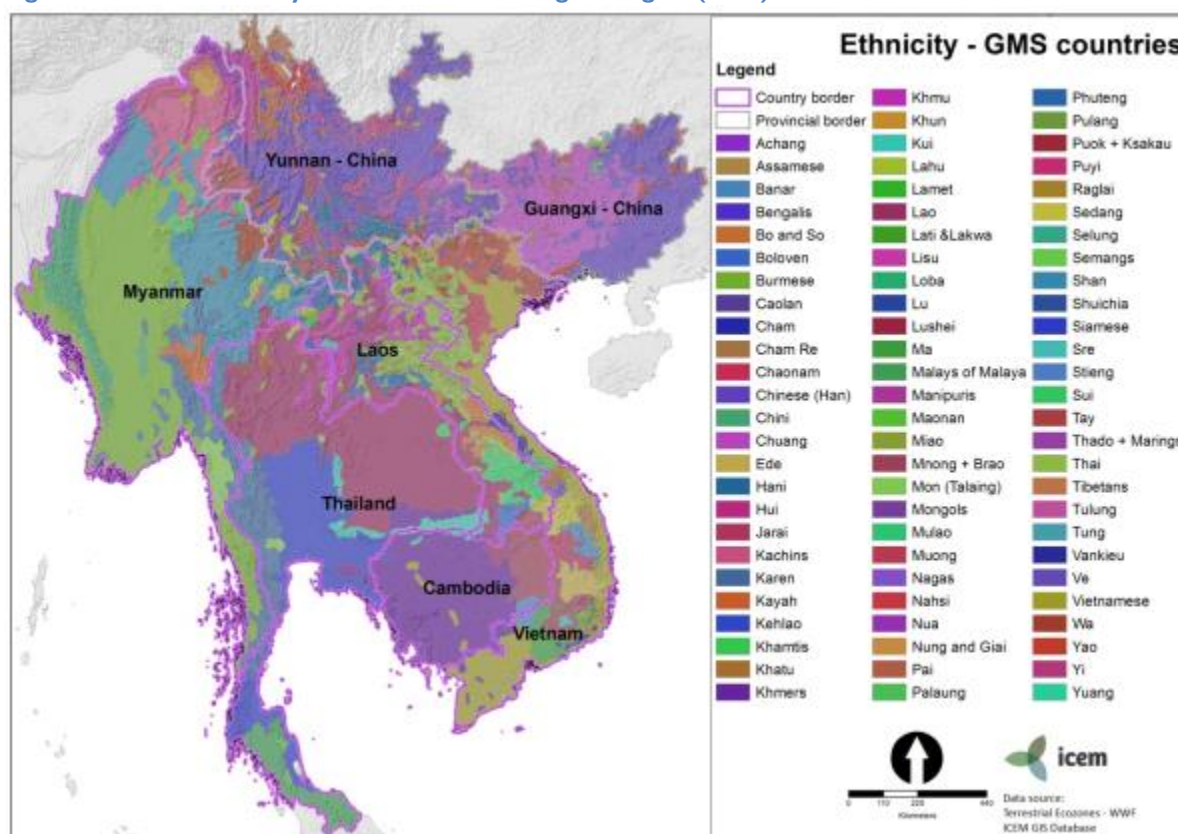 Ethnicity - GMS countries
Legend
Country border
Provincial border
Achang
Assamese
Banar
Bengalis
Bo and So
Boloven
Burmese
Caolan
Cham
Cham Re
Chaonam
Chinese (Han)
Chini
Chuang
Ede
Hani
Hui
Jarai
Kachins
Karen
Kayah
Kehlao
Khamtis
Khatu
Khmers
Khmu
Khun
Kui
Lahu
Lamet
Lao
Lati &Lakwa
Lisu
Loba
Lu
Lushei
Ma
Malays of Malaya
Manipuris
Maonan
Miao
Mnong + Brao
Mon (Talaing)
Mongols
Mulao
Muong
Nagas
Nahsi
Nua
Nung and Giai
Pai
Palaung
Phuteng
Pulang
Puok + Ksakau
Puyi
Raglai
Sedang
Selung
Semangs
Shan
Shuichia
Siamese
Sre
Stieng
Sui
Tay
Thado + Maring
Thai
Tibetans
Tulung
Tung
Vankieu
Ve
Vietnamese
Wa
Yao
Yi
Yuang
Yunnan - China
Guangxi - China
Myanmar
Laos
Thailand
Cambodia
Vietnam
icem
0 110 220 440
Kilometers
Data source:
Terrestrial Ecozones - WWF
ICEM GIS Database